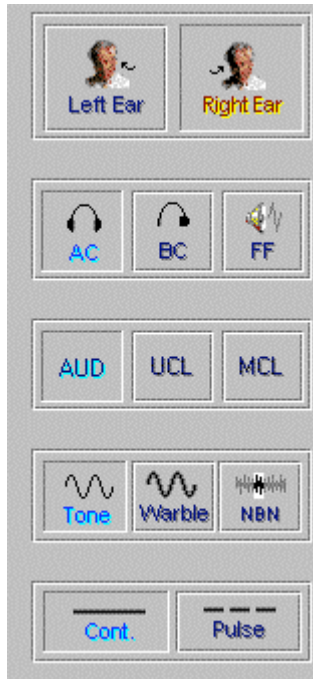 Left Ear Right Ear
AC BC FF
AUD UCL MCL
Tone Warble NBN
Cont. Pulse